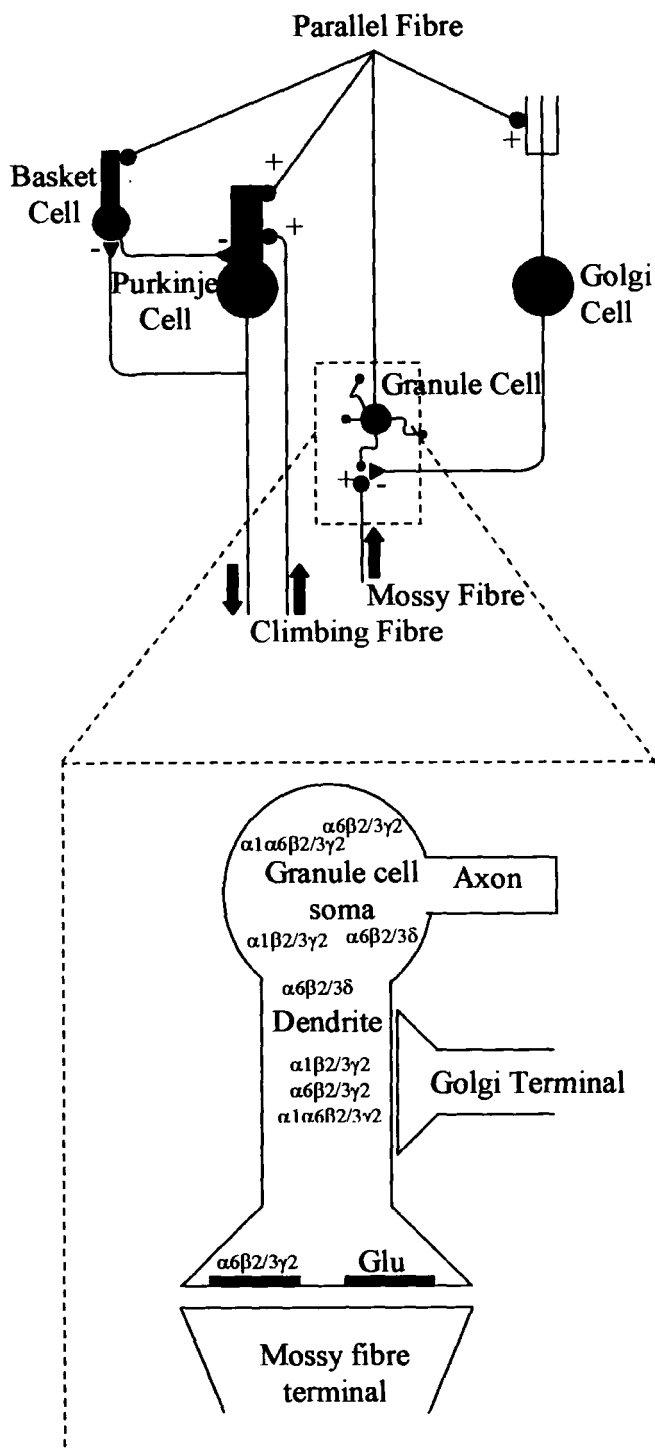 Parallel Fibre
+
+
+
Basket
Cell
-
-
Purkinje
Cell
Golgi
Cell
Granule Cell
+
-
Mossy Fibre
Climbing Fibre
α6β2/3γ2
α1α6β2/3γ2
Granule cell
soma
Axon
α1β2/3γ2 α6β2/3δ
α6β2/3δ
Dendrite
α1β2/3γ2
α6β2/3γ2
α1α6β2/3γ2
Golgi Terminal
α6β2/3γ2
Glu
Mossy fibre
terminal